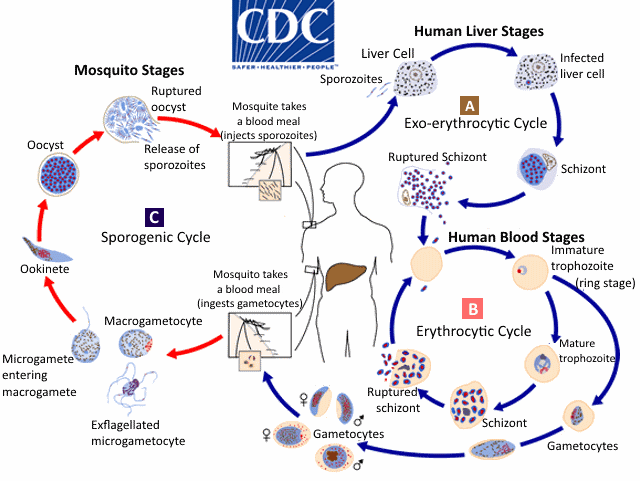 CDC
SAFER • HEALTHIER • PEOPLE™
Human Liver Stages
Liver Cell
Infected
liver cell
Sporozoites
Mosquito Stages
Ruptured
oocyst
Mosquite takes
a blood meal
(injects sporozoites)
A
Exo-erythrocytic Cycle
Oocyst
Release of
sporozoites
Ruptured Schizont
Schizont
C
Sporogenic Cycle
Human Blood Stages
Immature
trophozoite
(ring stage)
Ookinete
Mosquito takes
a blood meal
(ingests gametocytes)
B
Erythrocytic Cycle
Macrogametocyte
Mature
trophozoite
Microgamete
entering
macrogamete
Ruptured
schizont
Schizont
Exflagellated
microgametocyte
♀
♂
♀
Gametocytes
♂
Gametocytes